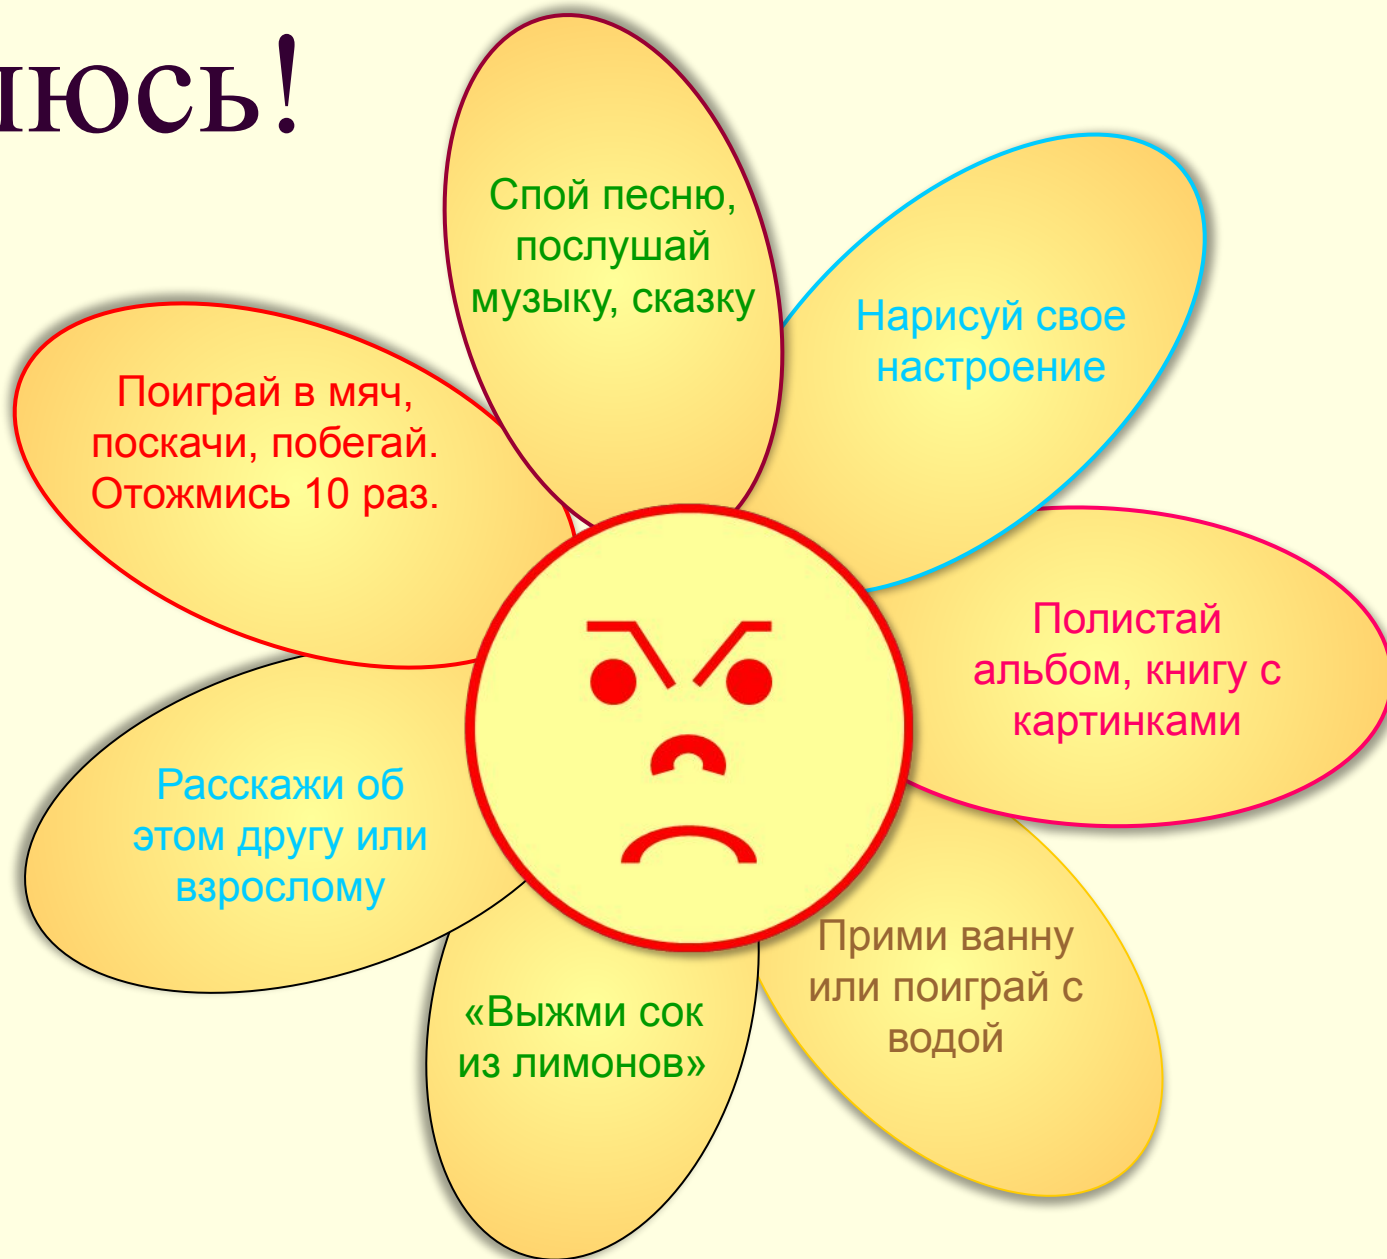 люсь!
Спой песню,
послушай
музыку, сказку
Нарисуй свое
настроение
Поиграй в мяч,
поскачи, побегай.
Отожмись 10 раз.
Полистай
альбом, книгу с
картинками
Расскажи об
этом другу или
взрослому
Прими ванну
или поиграй с
водой
«Выжми сок
из лимонов»